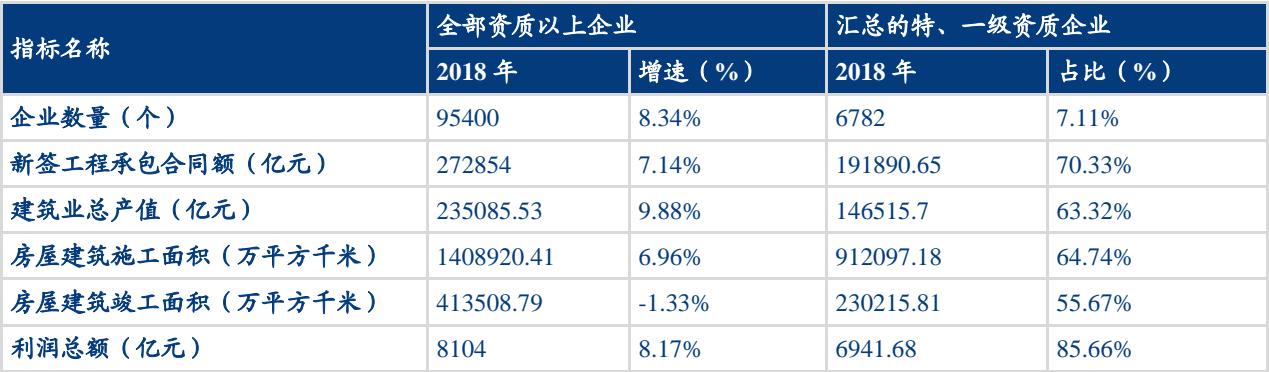 指标名称 全部资质以上企业 汇总的特、一级资质企业
2018 年 增速（%） 2018 年 占比（%）
企业数量（个） 95400 8.34% 6782 7.11%
新签工程承包合同额（亿元） 272854 7.14% 191890.65 70.33%
建筑业总产值（亿元） 235085.53 9.88% 146515.7 63.32%
房屋建筑施工面积（万平方千米） 1408920.41 6.96% 912097.18 64.74%
房屋建筑竣工面积（万平方千米） 413508.79 -1.33% 230215.81 55.67%
利润总额（亿元） 8104 8.17% 6941.68 85.66%